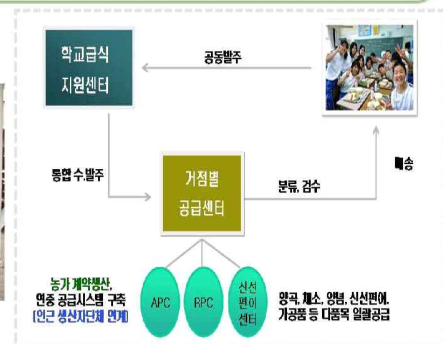 학교급식
지원센터
공동발주
통합 수,발주
거점별
공급센터
분류, 검수
배송
농가 계약생산,
연중 공급시스템 구축
(인근 생산자단체 연계)
APC
RPC
신선
편이
센터
양곡, 채소, 양념, 신선편이,
가공품 등 다품목 일괄공급